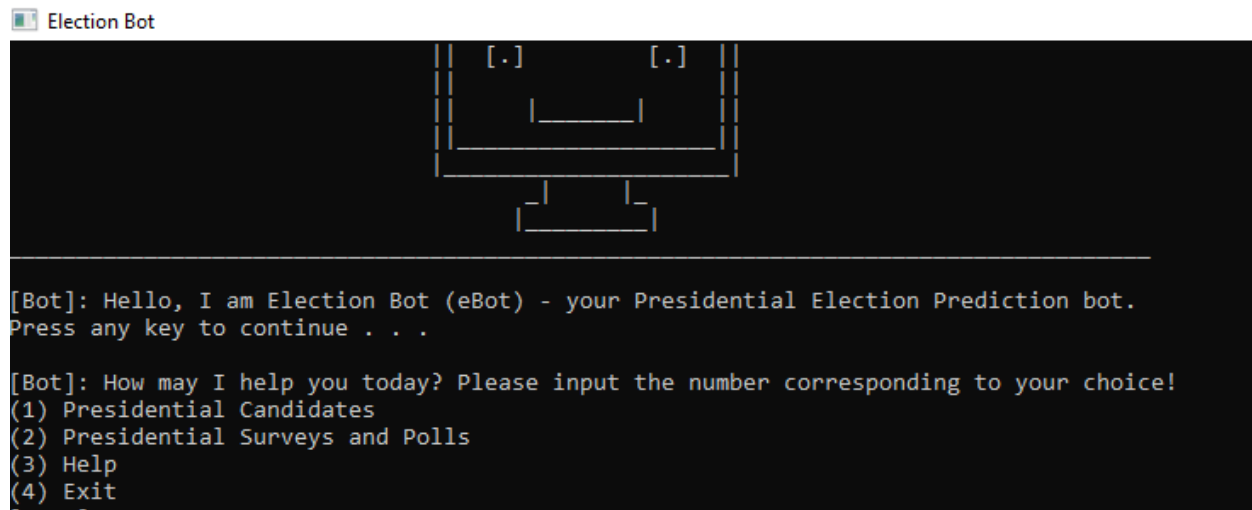 Election Bot
[.] [.]
[Bot]: Hello, I am Election Bot (eBot) - your Presidential Election Prediction bot.
Press any key to continue . . .
[Bot]: How may I help you today? Please input the number corresponding to your choice!
(1) Presidential Candidates
(2) Presidential Surveys and Polls
(3) Help
(4) Exit